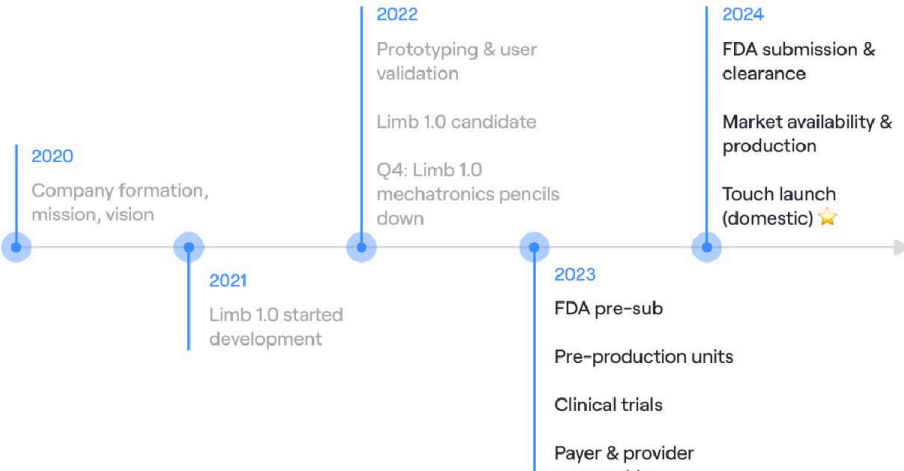 2020
Company formation,
mission, vision
2021
Limb 1.0 started
development
2022
Prototyping & user
validation
Limb 1.0 candidate
Q4: Limb 1.0
mechatronics pencils
down
2023
FDA pre-sub
Pre-production units
Clinical trials
Payer & provider
2024
FDA submission &
clearance
Market availability &
production
Touch launch
(domestic) ⭐